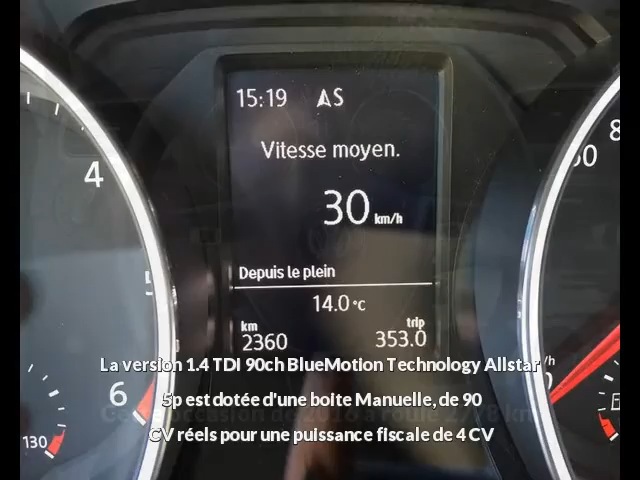 15:19 AS
Vitesse moyen.
30 km/h
Depuis le plein
14.0 °C
km trip
2360 353.0
4
5
6
130
8
La version 1.4 TDI 90ch BlueMotion Technology Allstar
5p est dotée d'une boite Manuelle, de 90
CV réels pour une puissance fiscale de 4 CV